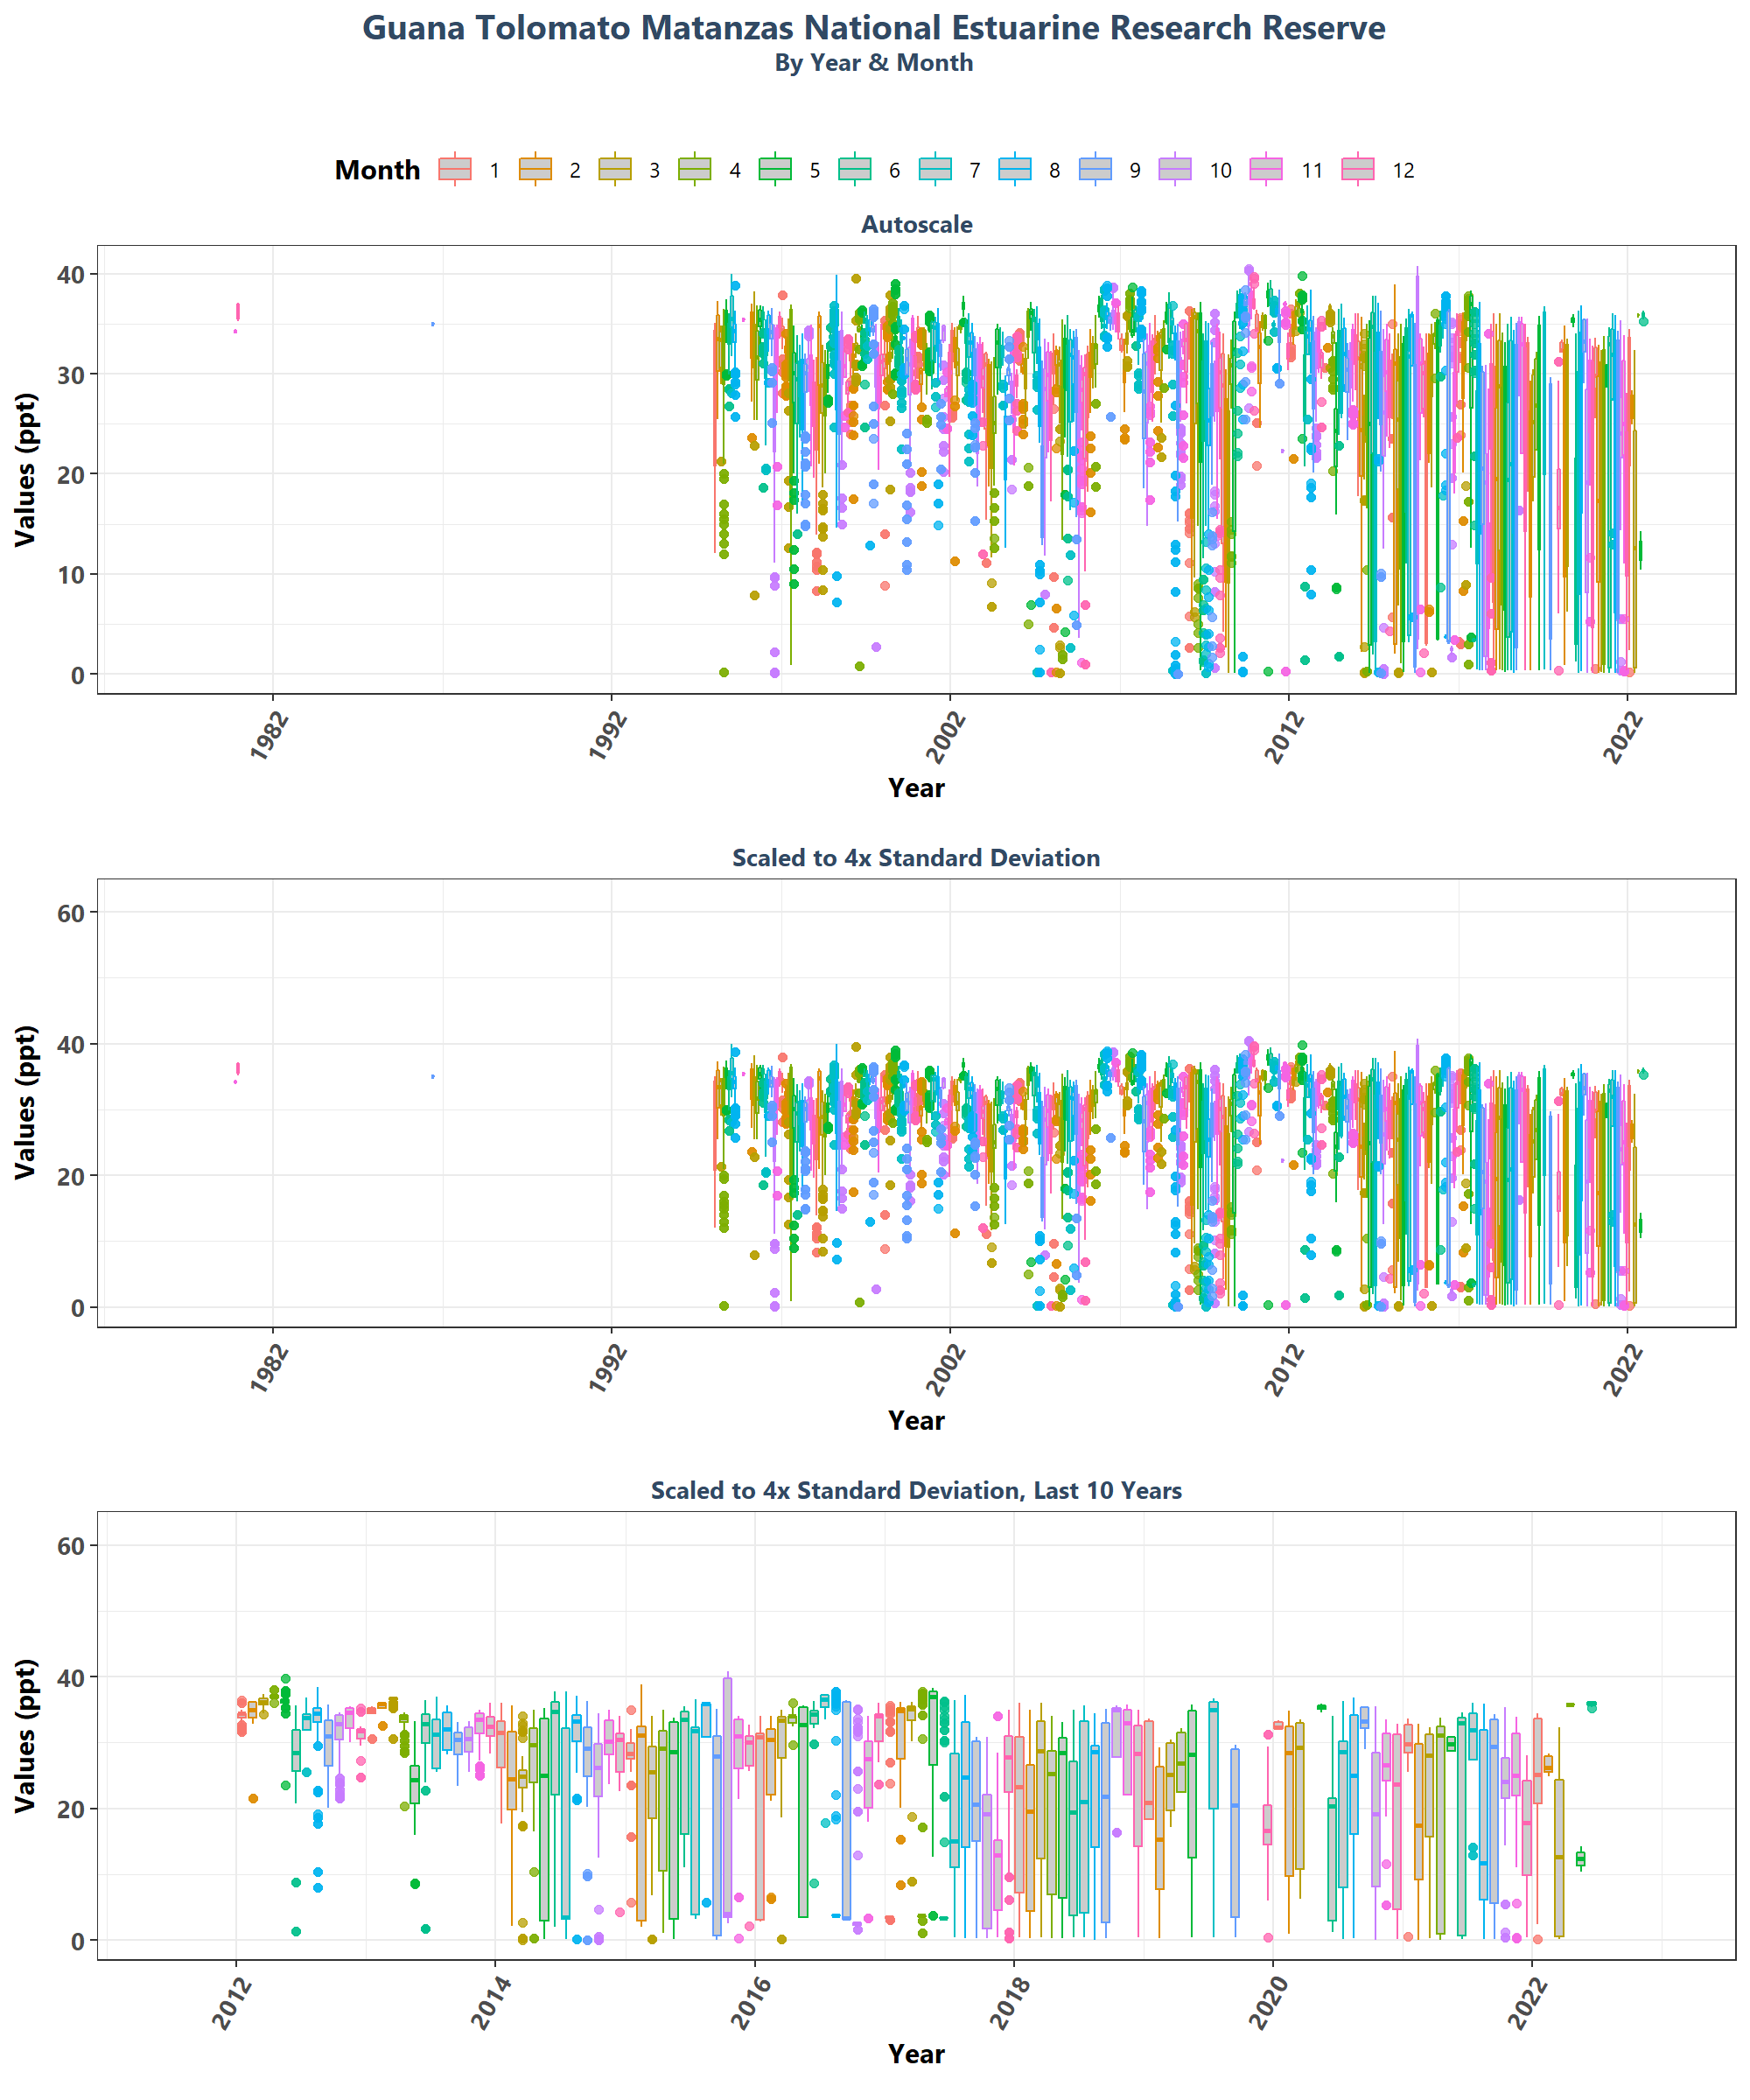 Guana Tolomato Matanzas National Estuarine Research Reserve
By Year & Month
Month 1 2 3 4 5 6 7 8 9 10 11 12
Autoscale
Values (ppt)
40
30
20
10
0
1982 1992 2002 2012 2022
Year
Scaled to 4x Standard Deviation
Values (ppt)
60
40
20
0
1982 1992 2002 2012 2022
Year
Scaled to 4x Standard Deviation, Last 10 Years
Values (ppt)
60
40
20
0
2012 2014 2016 2018 2020 2022
Year